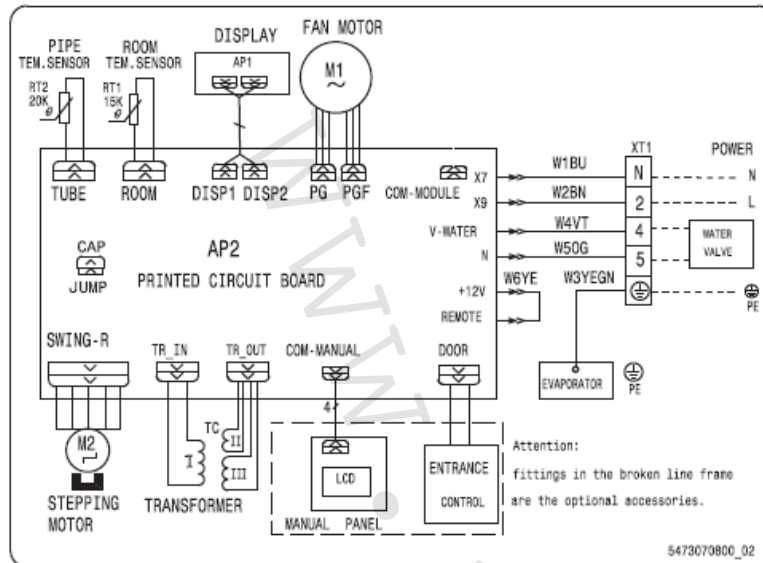 PIPE
TEM.SENSOR
ROOM
TEM.SENSOR
DISPLAY
FAN MOTOR
RT2
20K
θ
RT1
15K
θ
AP1
M1
XT1
POWER
TUBE
ROOM
DISP1
DISP2
PG
PGF
COM-MODULE
X7
W1BU
N
N
X9
W2BN
2
L
V-WATER
W4VT
4
WATER
VALVE
N
W5OG
5
CAP
JUMP
AP2
PRINTED CIRCUIT BOARD
+12V
W6YE
W3YEGN
PE
REMOTE
SWING-R
TR_IN
TR_OUT
COM-MANUAL
DOOR
EVAPORATOR
PE
4
M2
TC
I
II
III
LCD
ENTRANCE
CONTROL
STEPPING
MOTOR
TRANSFORMER
MANUAL PANEL
Attention:
fittings in the broken line frame
are the optional accessories.
5473070800_02
WWW.